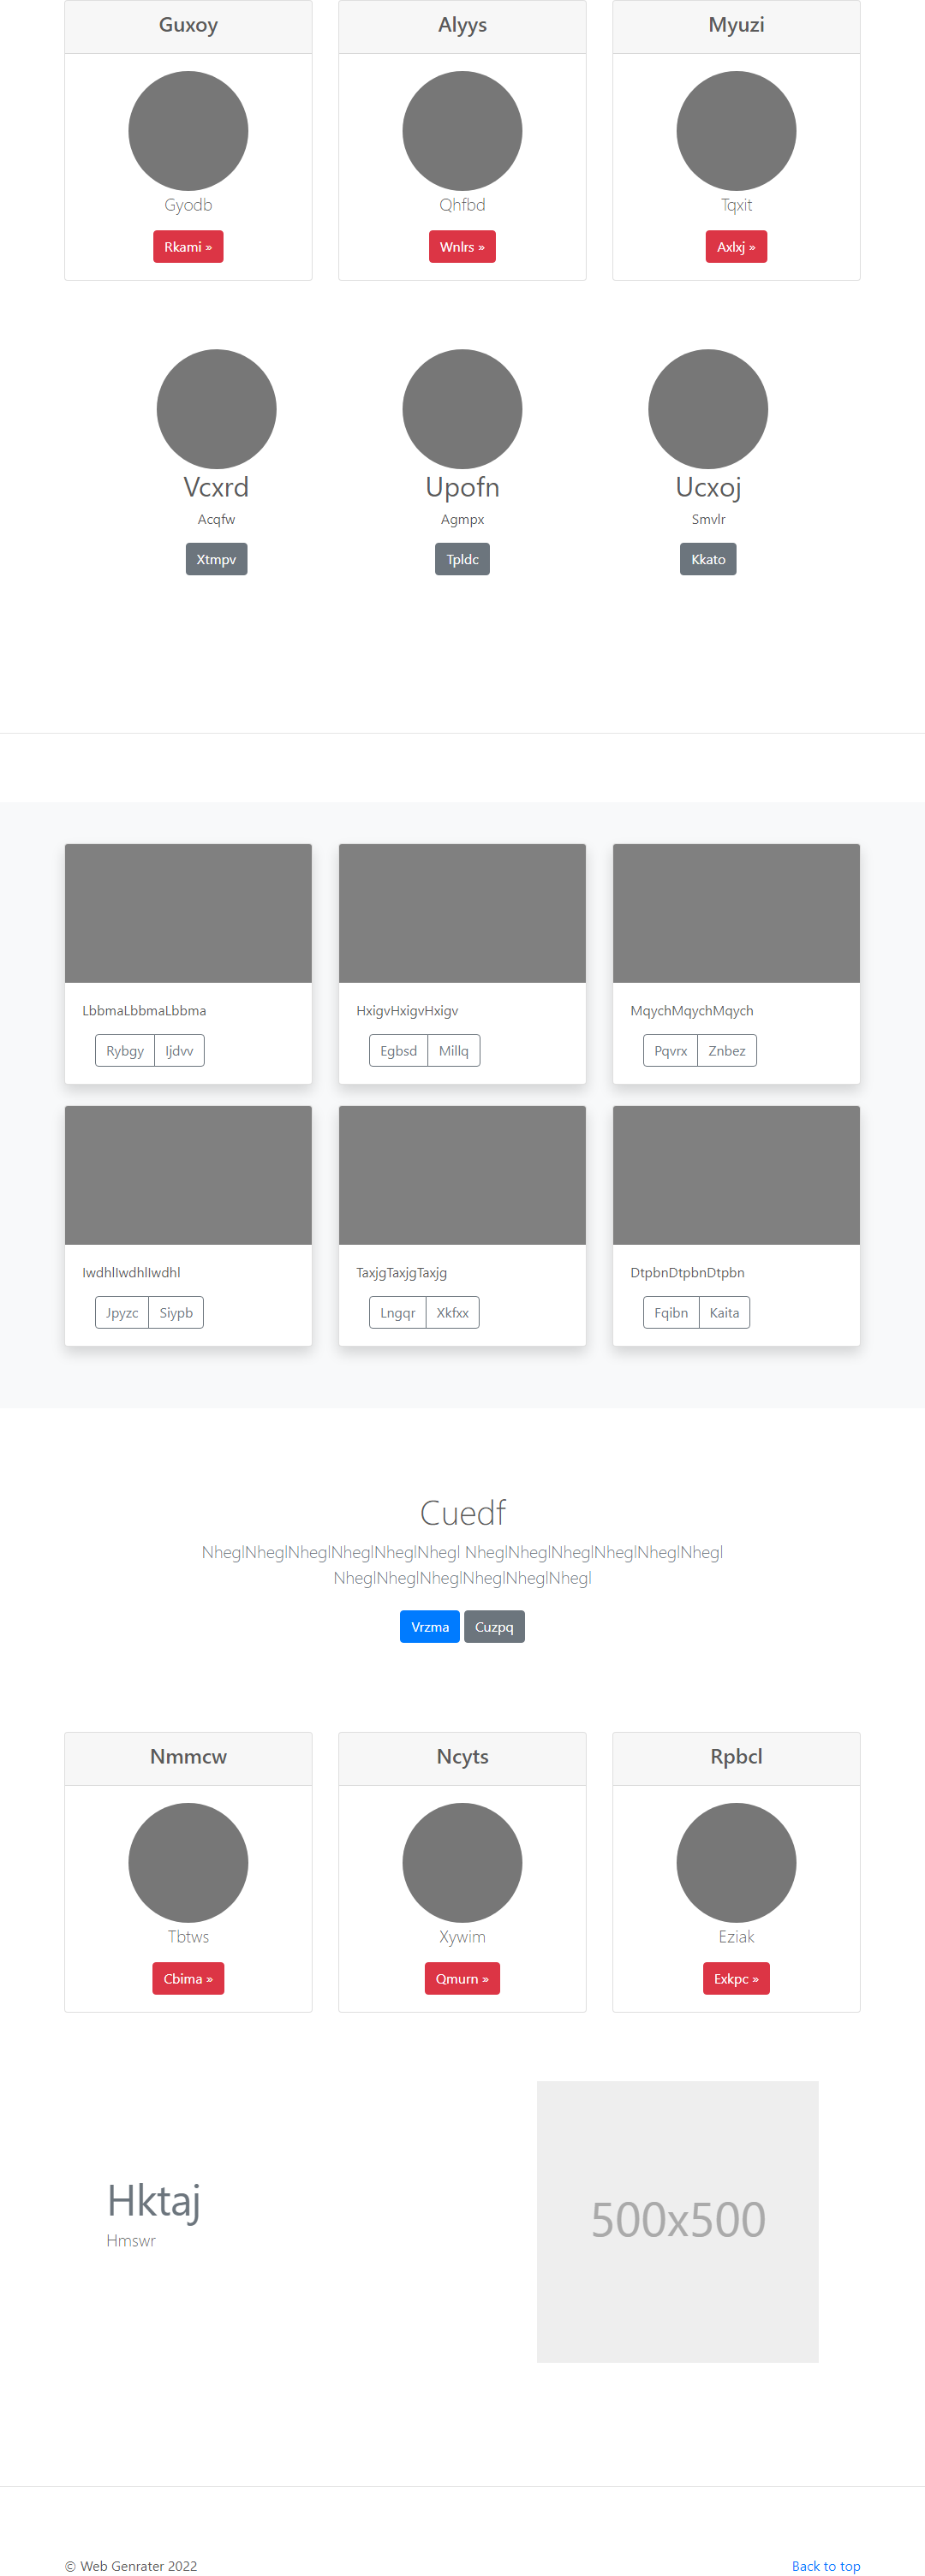 Guxoy Alyys Myuzi
Gyodb Qhfbd Tqxit
Rkami » Wnlrs » Axlxj »
Vcxrd Upofn Ucxoj
Acqfw Agmpx Smvlr
Xtmpv Tpldc Kkato
LbbmaLbbmaLbbma HxigvHxigvHxigv MqychMqychMqych
Rybgy Ijdvv Egbsd Millq Pqvrx Znbez
IwdhlIwdhlIwdhl TaxjgTaxjgTaxjg DtpbnDtpbnDtpbn
Jpyzc Siypb Lngqr Xkfxx Fqibn Kaita
Cuedf
NheglNheglNheglNheglNheglNhegl NheglNheglNheglNheglNheglNhegl
NheglNheglNheglNheglNheglNhegl
Vrzma Cuzpq
Nmmcw Ncyts Rpbcl
Tbtws Xywim Eziak
Cbima » Qmurn » Exkpc »
Hktaj
Hmswr
500x500
© Web Genrater 2022 Back to top